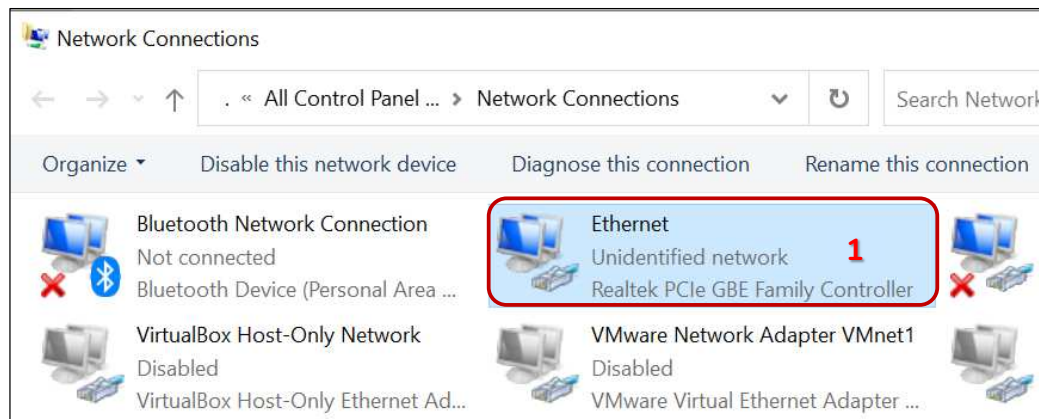 Network Connections
. « All Control Panel ... > Network Connections
Search Network
Organize Disable this network device Diagnose this connection Rename this connection
Bluetooth Network Connection
Not connected
Bluetooth Device (Personal Area ...
Ethernet
Unidentified network
Realtek PCIe GBE Family Controller
1
VirtualBox Host-Only Network
Disabled
VirtualBox Host-Only Ethernet Ad...
VMware Network Adapter VMnet1
Disabled
VMware Virtual Ethernet Adapter ...